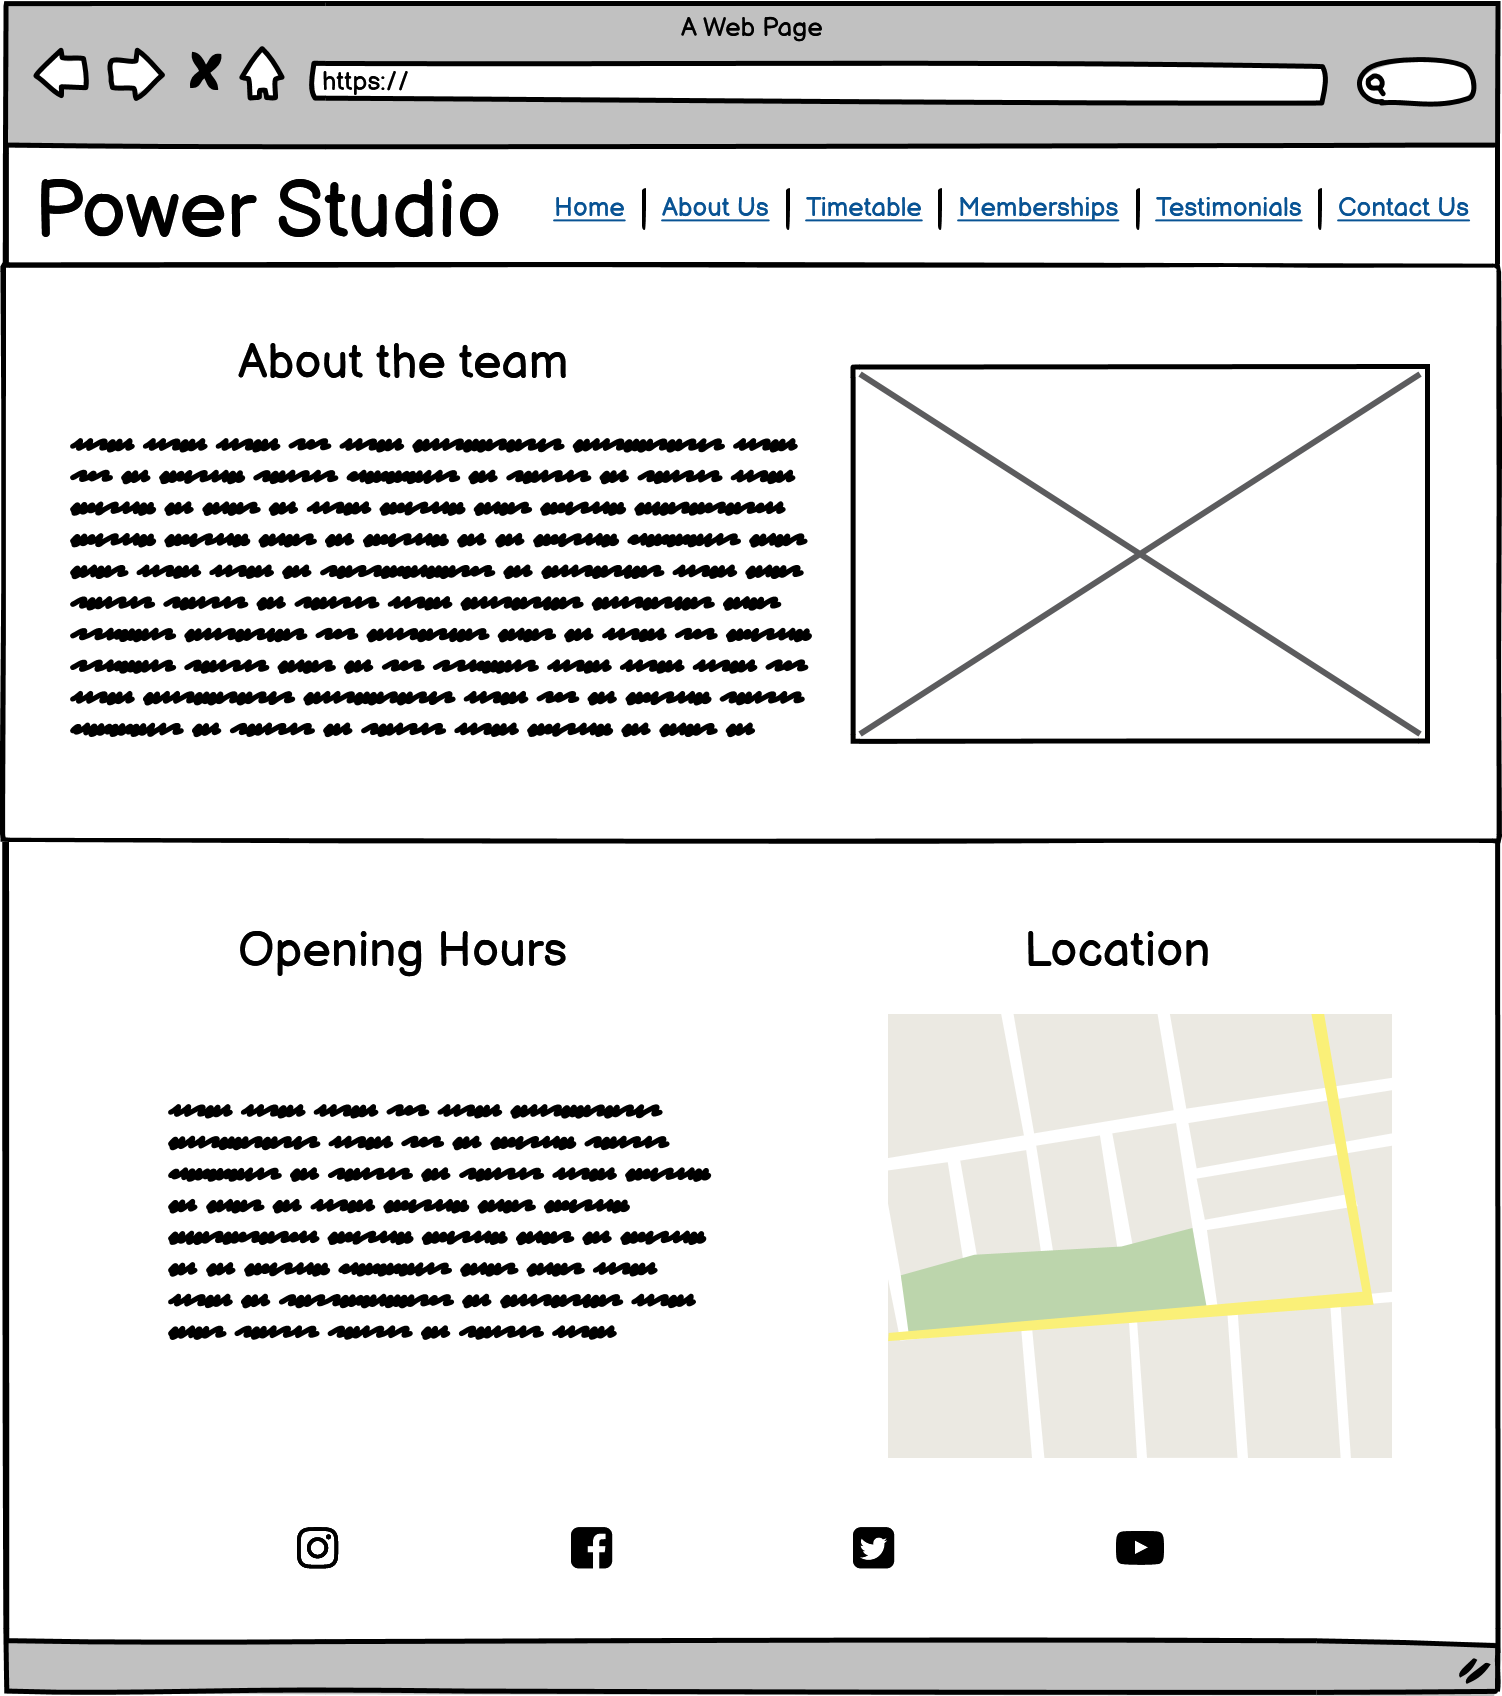 A Web Page
https://
Power Studio
Home | About Us | Timetable | Memberships | Testimonials | Contact Us
About the team
Opening Hours
Location